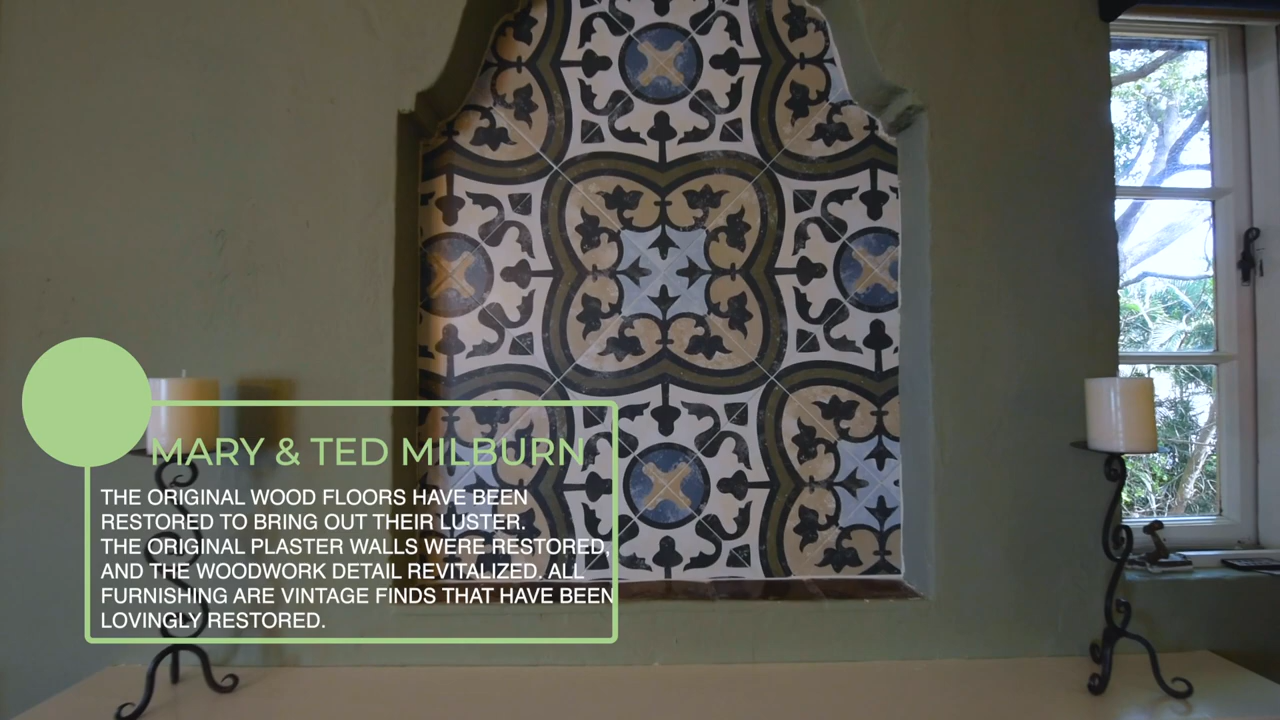 MARY & TED MILBURN
THE ORIGINAL WOOD FLOORS HAVE BEEN
RESTORED TO BRING OUT THEIR LUSTER.
THE ORIGINAL PLASTER WALLS WERE RESTORED,
AND THE WOODWORK DETAIL REVITALIZED. ALL
FURNISHING ARE VINTAGE FINDS THAT HAVE BEEN
LOVINGLY RESTORED.